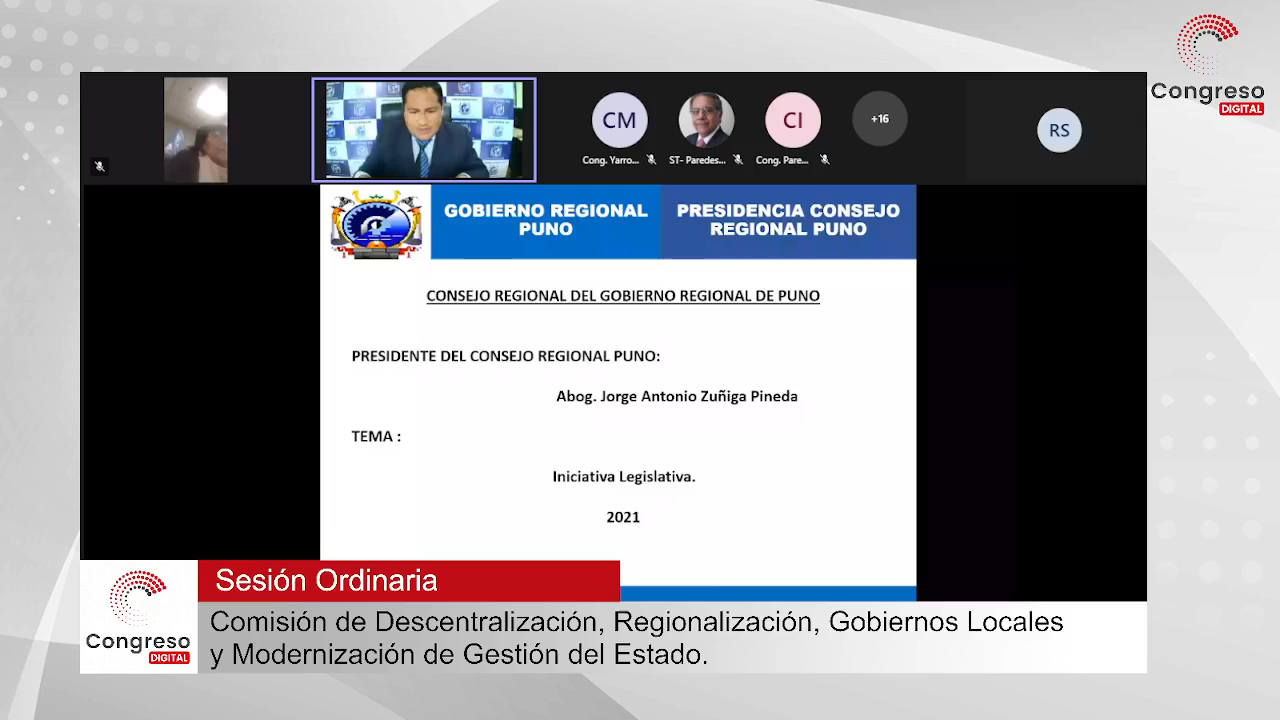 Congreso
DIGITAL
CM
CI
+16
RS
Cong. Yarro...
ST- Paredes...
Cong. Pare...
GOBIERNO REGIONAL
PUNO
PRESIDENCIA CONSEJO
REGIONAL PUNO
CONSEJO REGIONAL DEL GOBIERNO REGIONAL DE PUNO
PRESIDENTE DEL CONSEJO REGIONAL PUNO:
Abog. Jorge Antonio Zuñiga Pineda
TEMA :
Iniciativa Legislativa.
2021
Sesión Ordinaria
Congreso
DIGITAL
Comisión de Descentralización, Regionalización, Gobiernos Locales
y Modernización de Gestión del Estado.